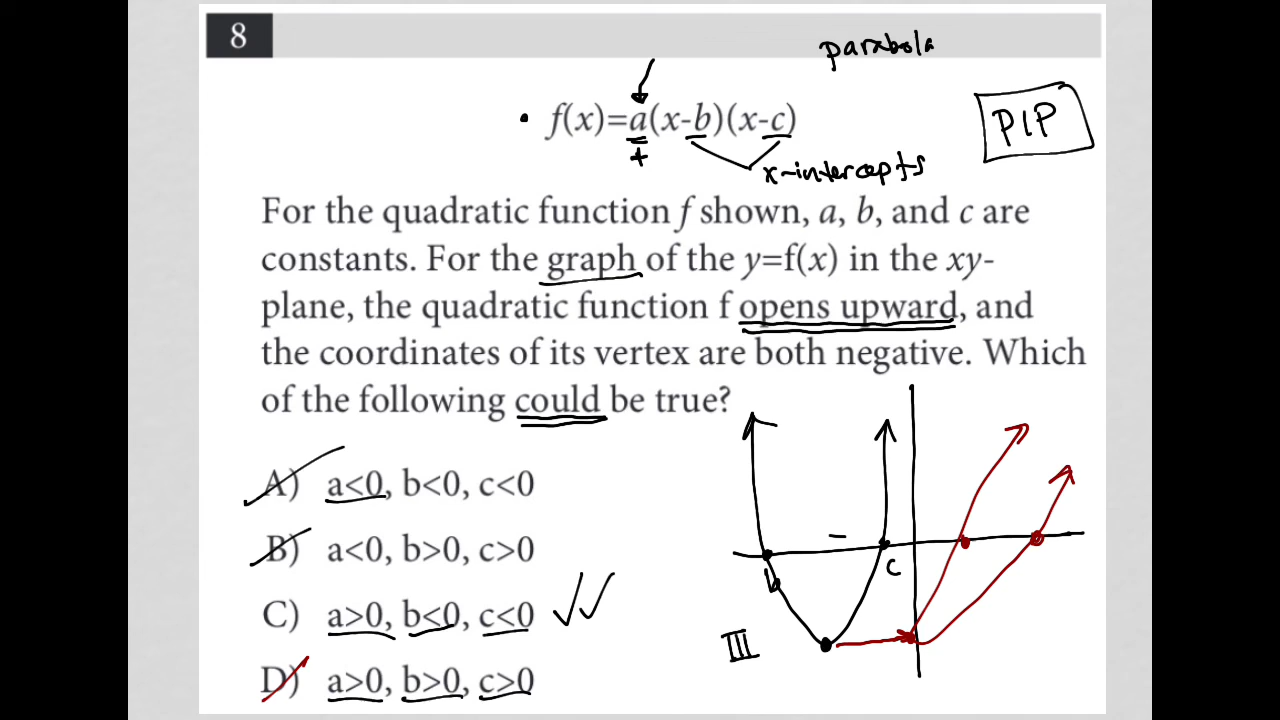 8
parabola
f(x)=a(x-b)(x-c)
PIP
+
x-intercepts
For the quadratic function f shown, a, b, and c are
constants. For the graph of the y=f(x) in the xy-
plane, the quadratic function f opens upward, and
the coordinates of its vertex are both negative. Which
of the following could be true?
A) a<0, b<0, c<0
B) a<0, b>0, c>0
C) a>0, b<0, c<0
D) a>0, b>0, c>0
−
b
c
III